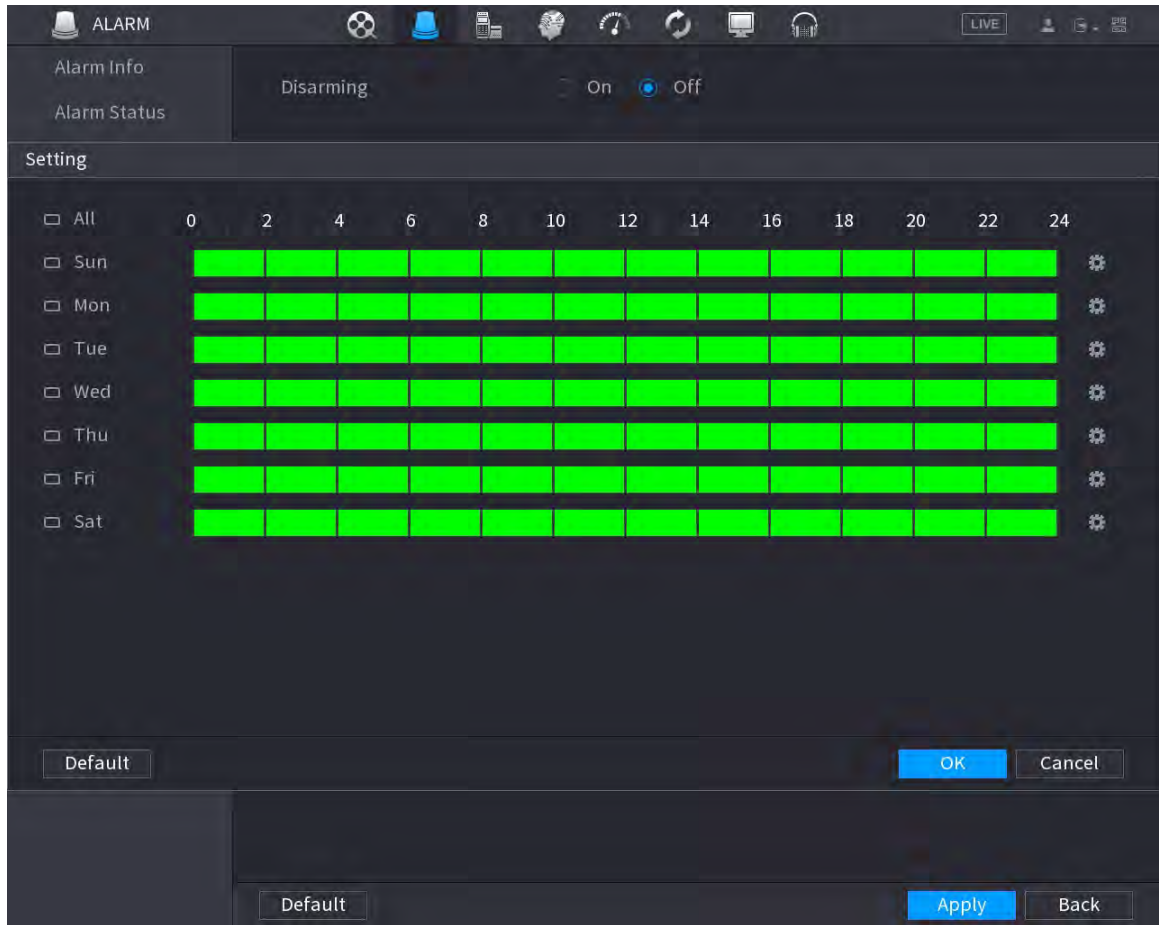 ALARM LIVE
Alarm Info
Disarming On Off
Alarm Status
Setting
All 0 2 4 6 8 10 12 14 16 18 20 22 24
Sun
Mon
Tue
Wed
Thu
Fri
Sat
Default OK Cancel
Default Apply Back